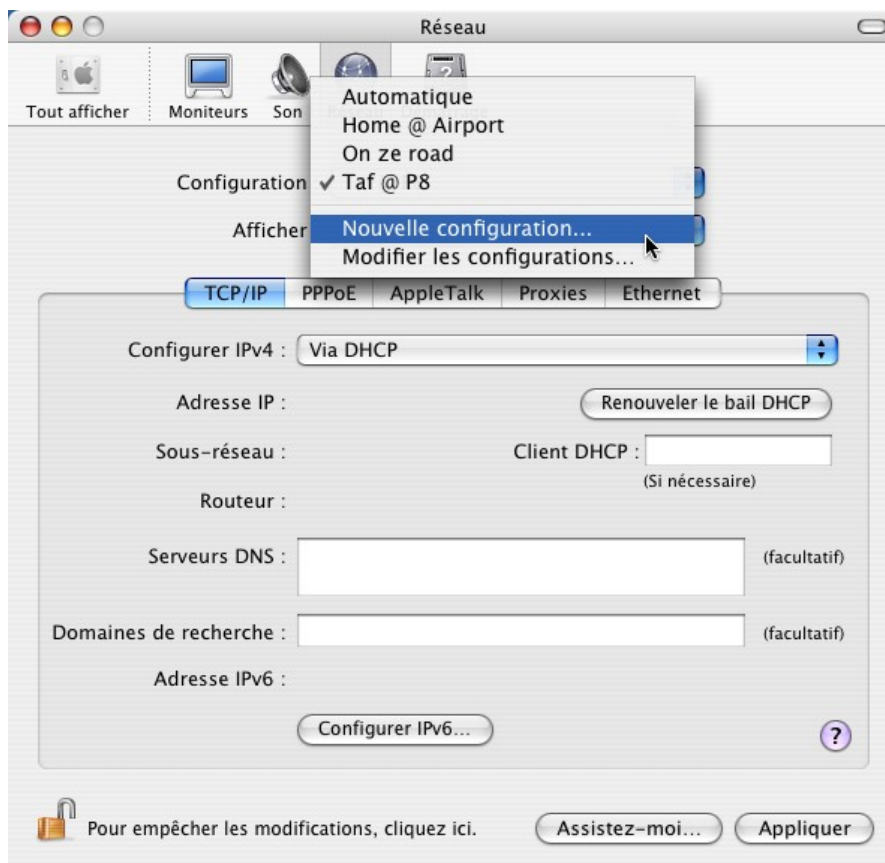 Réseau
Tout afficher
Moniteurs
Son
Automatique
Home @ Airport
On ze road
Configuration
✓ Taf @ P8
Afficher
Nouvelle configuration...
Modifier les configurations...
TCP/IP PPPoE AppleTalk Proxies Ethernet
Configurer IPv4 : Via DHCP
Adresse IP : Renouveler le bail DHCP
Sous-réseau : Client DHCP :
(Si nécessaire)
Routeur :
Serveurs DNS : (facultatif)
Domaines de recherche : (facultatif)
Adresse IPv6 :
Configurer IPv6...
?
Pour empêcher les modifications, cliquez ici. Assistez-moi... Appliquer